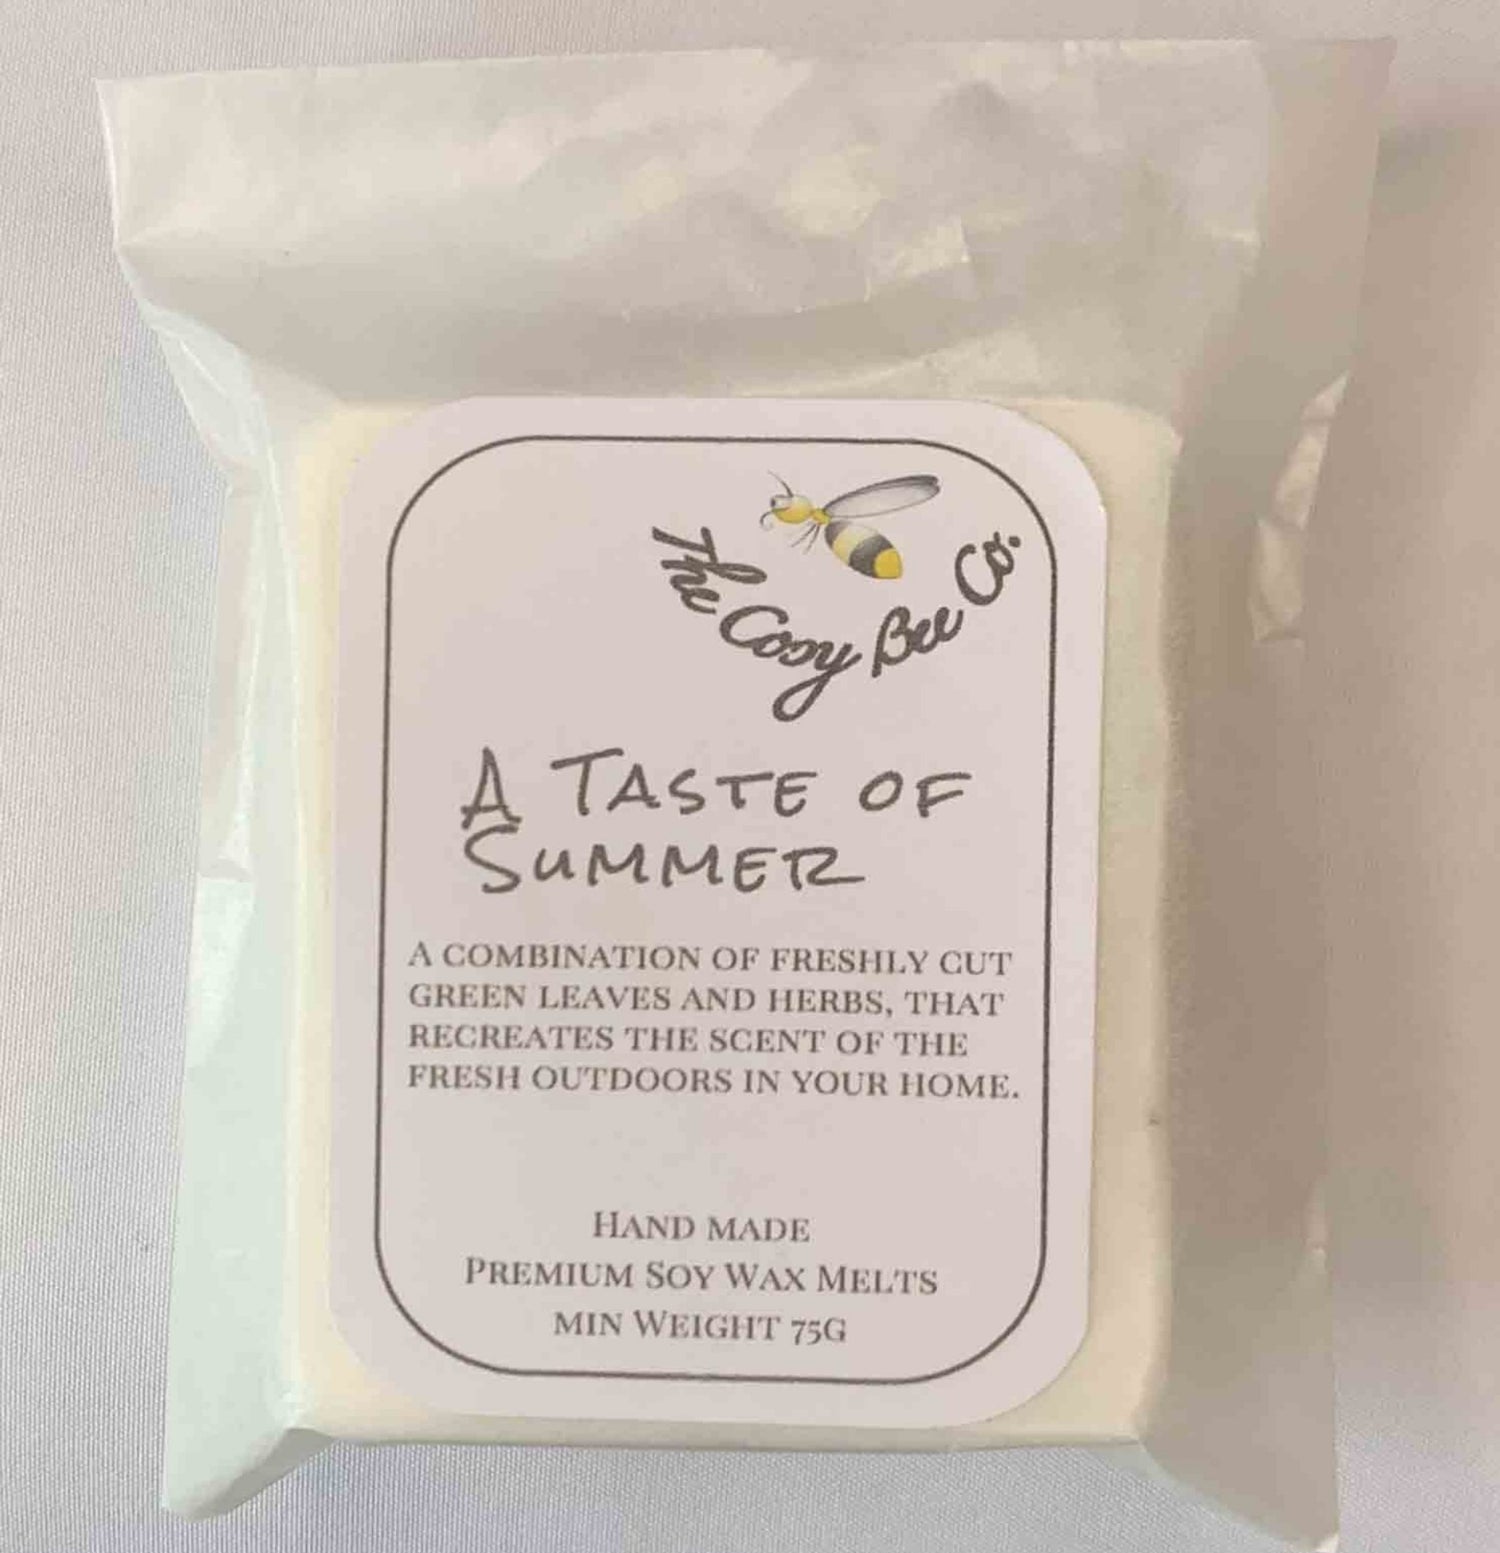 The Cosy Bee Co.
A TASTE OF
SUMMER
A COMBINATION OF FRESHLY CUT
GREEN LEAVES AND HERBS, THAT
RECREATES THE SCENT OF THE
FRESH OUTDOORS IN YOUR HOME.
HAND MADE
PREMIUM SOY WAX MELTS
MIN WEIGHT 75G